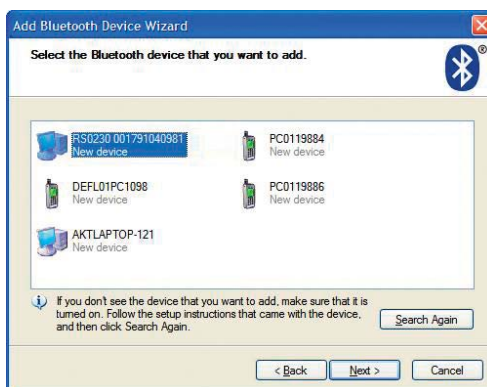 Add Bluetooth Device Wizard
Select the Bluetooth device that you want to add.
®
RS0230 001791040981
New device
PC0119884
New device
DEFL01PC1098
New device
PC0119886
New device
AKTLAPTOP-121
New device
If you don't see the device that you want to add, make sure that it is
turned on. Follow the setup instructions that came with the device,
and then click Search Again.
Search Again
< Back
Next >
Cancel